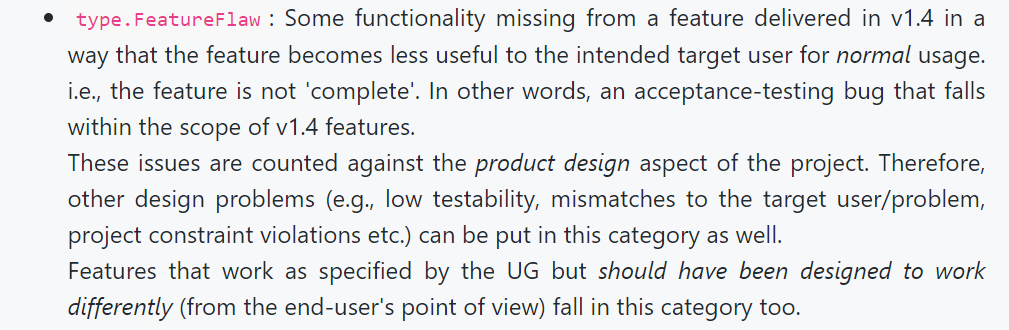 • type.FeatureFlaw : Some functionality missing from a feature delivered in v1.4 in a
way that the feature becomes less useful to the intended target user for normal usage.
i.e., the feature is not 'complete'. In other words, an acceptance-testing bug that falls
within the scope of v1.4 features.
These issues are counted against the product design aspect of the project. Therefore,
other design problems (e.g., low testability, mismatches to the target user/problem,
project constraint violations etc.) can be put in this category as well.
Features that work as specified by the UG but should have been designed to work
differently (from the end-user's point of view) fall in this category too.